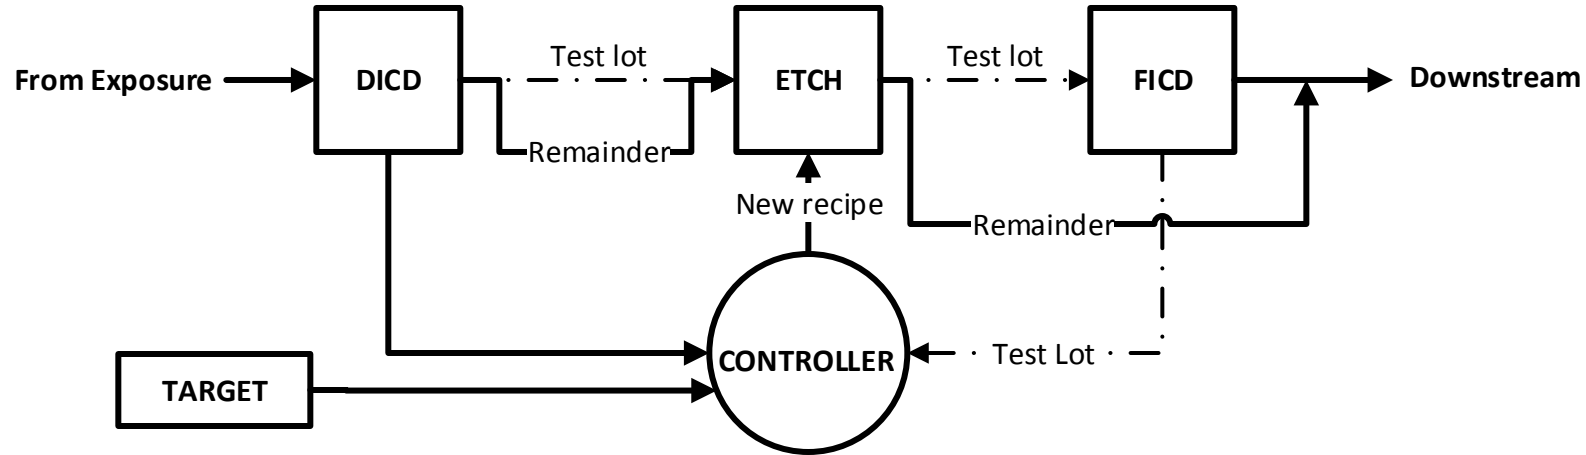 Test lot
Test lot
From Exposure
DICD
ETCH
FICD
Downstream
Remainder
New recipe
Remainder
CONTROLLER
Test Lot
TARGET